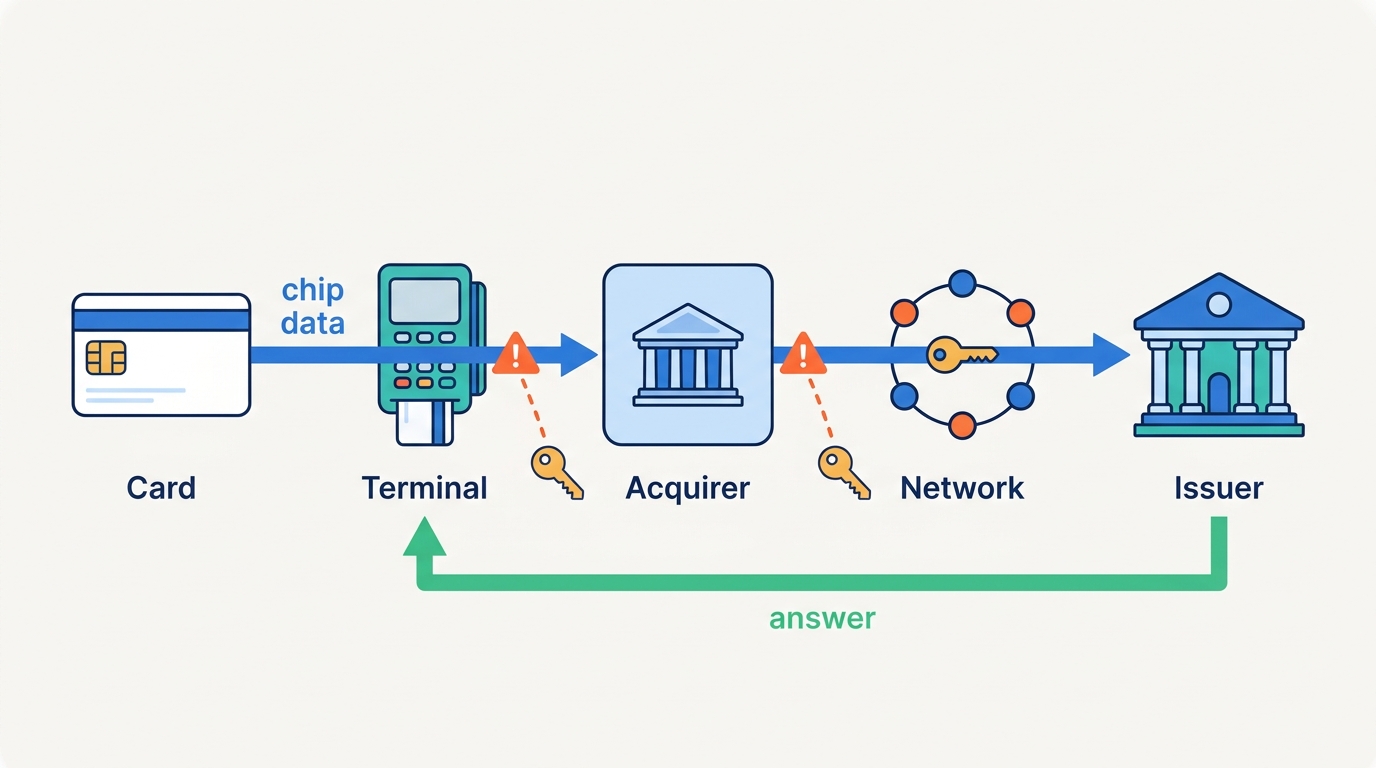 chip
data
Card
Terminal
Acquirer
Network
Issuer
answer